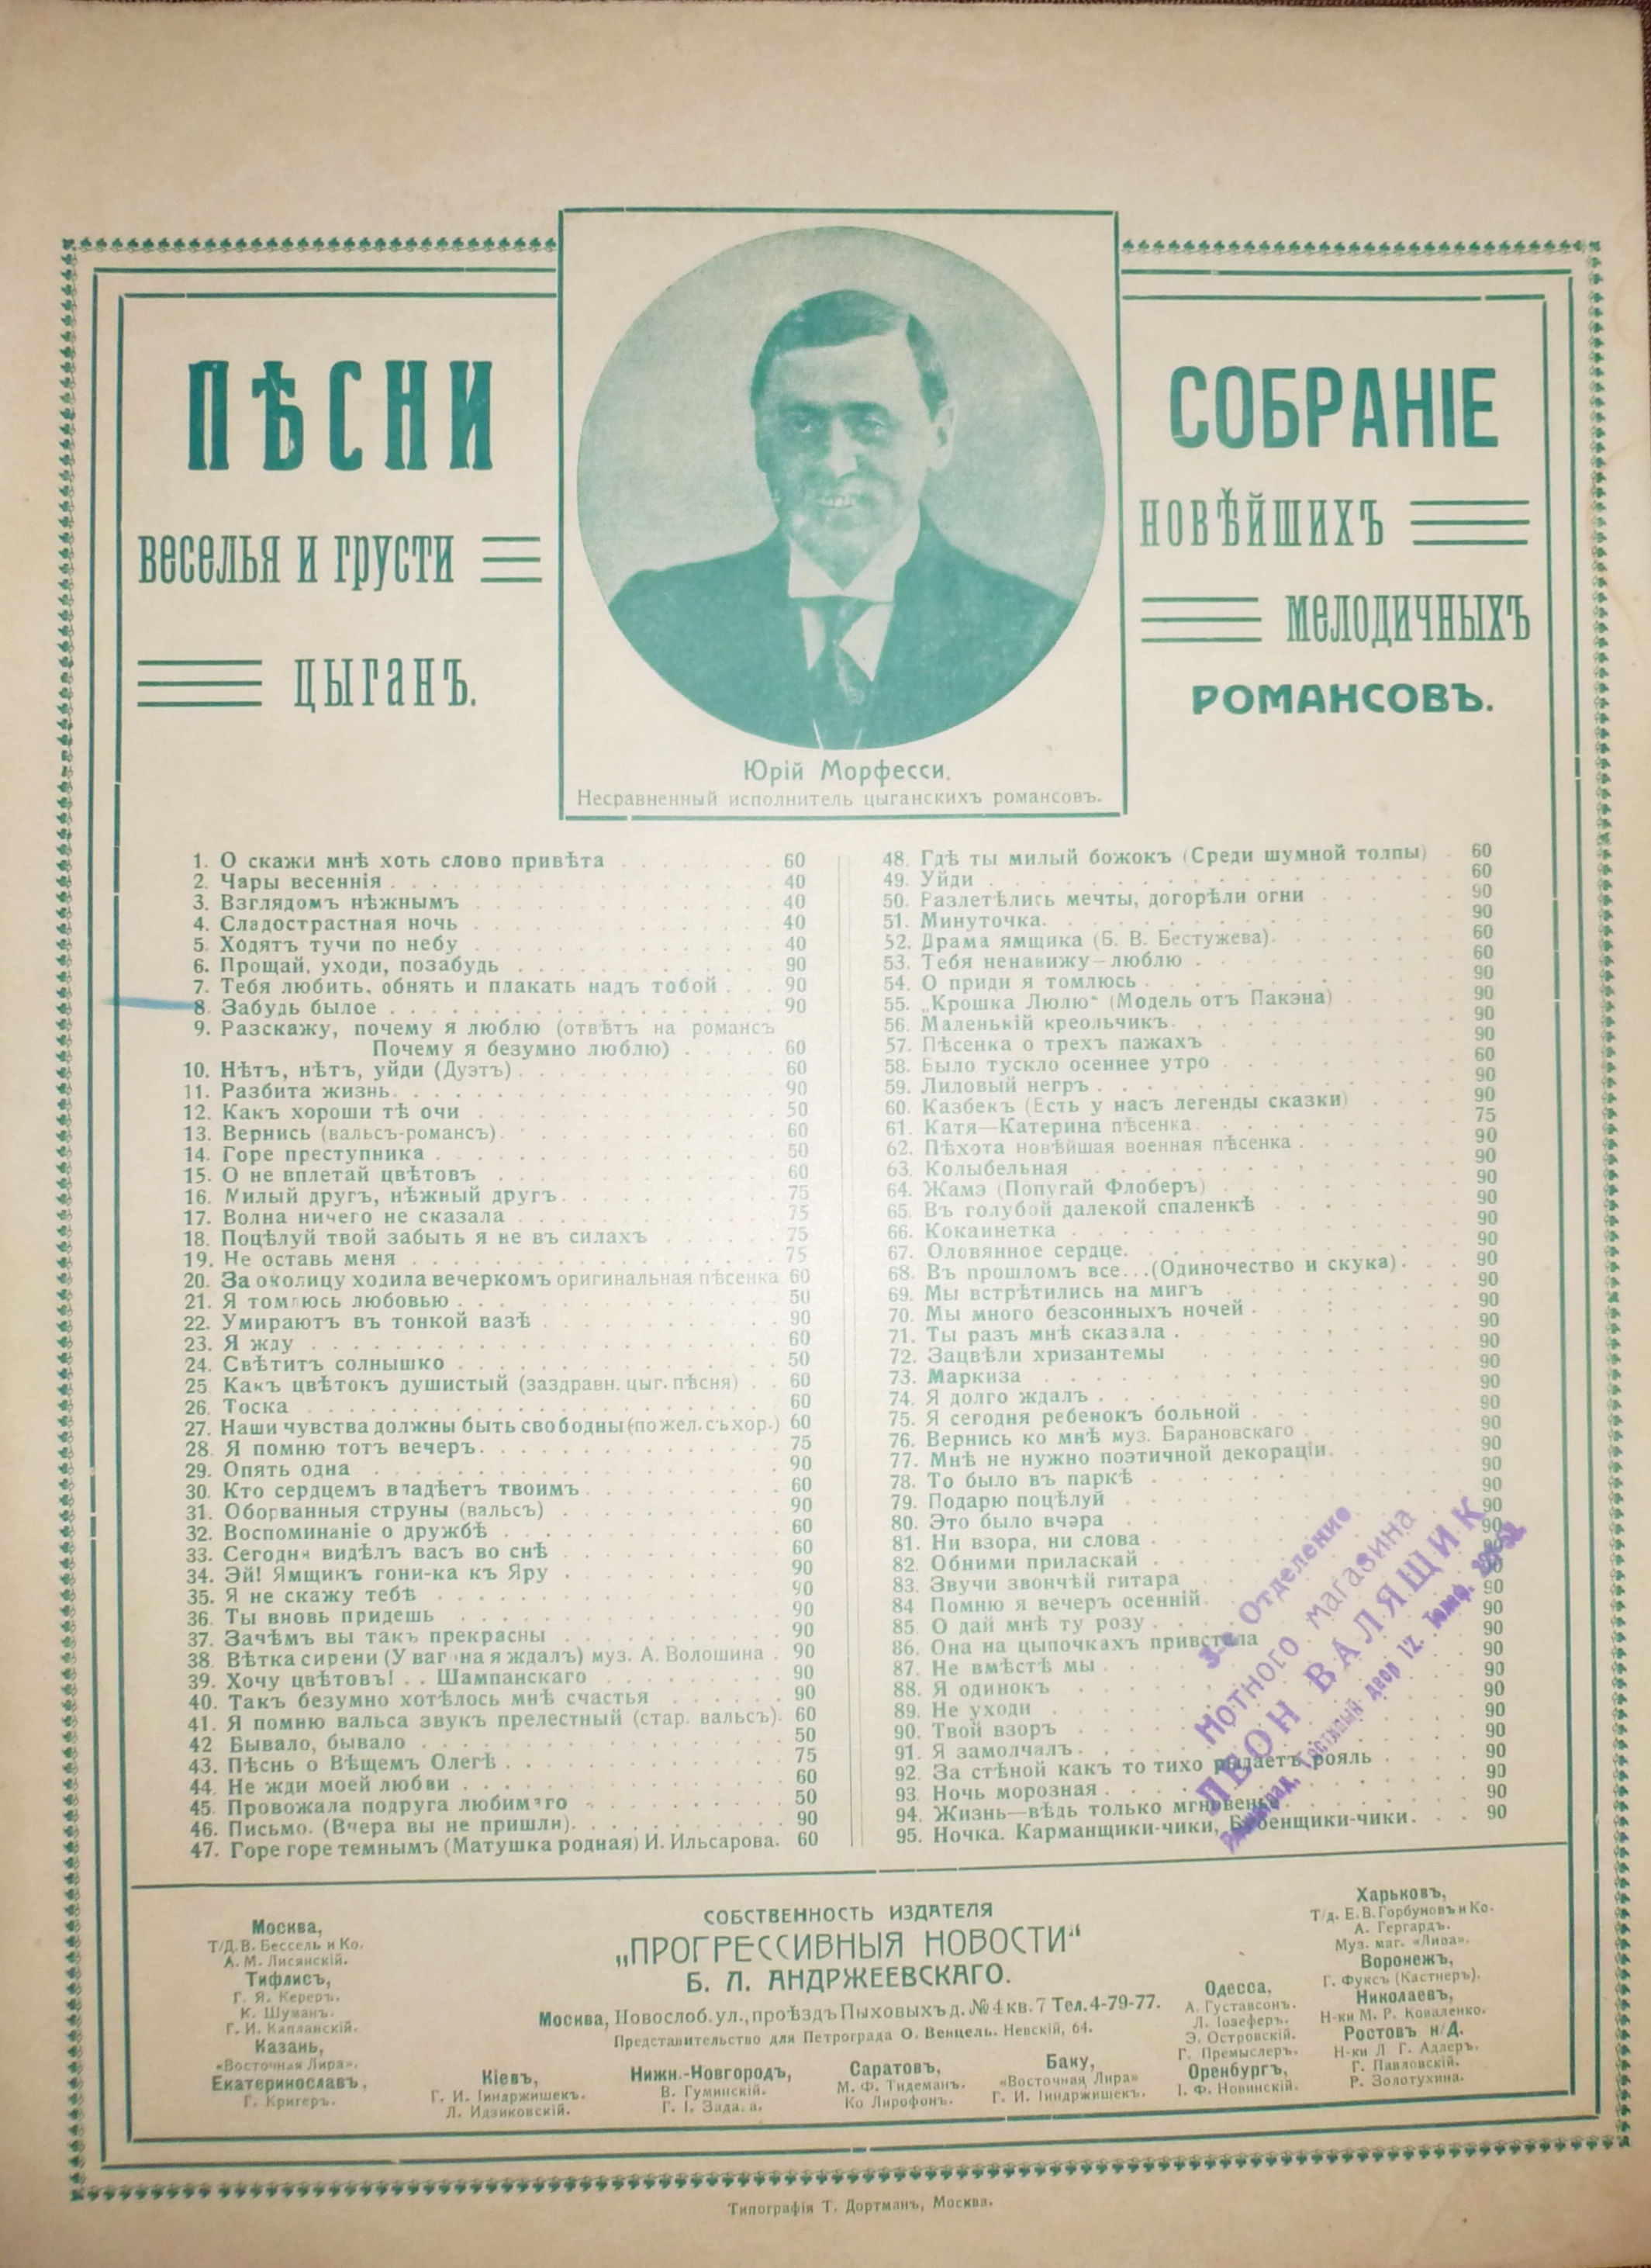 ПѢСНИ
веселья и грусти
цыганъ.
СОБРАНІЕ
новѣйшихъ
мелодичныхъ
РОМАНСОВЪ.
Юрій Морфесси.
Несравненный исполнитель цыганскихъ романсовъ.
1. О скажи мнѣ хоть слово привѣта 60
2. Чары весеннія 40
3. Взглядомъ нѣжнымъ 40
4. Сладострастная ночь 40
5. Ходятъ тучи по небу 40
6. Прощай, уходи, позабудь 90
7. Тебя любить, обнять и плакать надъ тобой 90
8. Забудь былое 90
9. Разскажу, почему я люблю (отвѣтъ на романсъ
Почему я безумно люблю) 60
10. Нѣтъ, нѣтъ, уйди (Дуэтъ) 60
11. Разбита жизнь 90
12. Какъ хороши тѣ очи 50
13. Вернись (вальсъ-романсъ) 60
14. Горе преступника 50
15. О не вплетай цвѣтовъ 60
16. Милый другъ, нѣжный другъ 75
17. Волна ничего не сказала 75
18. Поцѣлуй твой забыть я не въ силахъ 75
19. Не оставь меня 75
20. За околицу ходила вечеркомъ оригинальная пѣсенка 60
21. Я томлюсь любовью 50
22. Умираютъ въ тонкой вазѣ 90
23. Я жду 60
24. Свѣтитъ солнышко 50
25. Какъ цвѣтокъ душистый (заздравн. цыг. пѣсня) 60
26. Тоска 60
27. Наши чувства должны быть свободны (по жел. съ хор.) 60
28. Я помню тотъ вечеръ 75
29. Опять одна 90
30. Кто сердцемъ владѣетъ твоимъ 60
31. Оборванныя струны (вальсъ) 90
32. Воспоминаніе о дружбѣ 60
33. Сегодня видѣлъ васъ во снѣ 60
34. Эй! Ямщикъ гони-ка къ Яру 90
35. Я не скажу тебѣ 90
36. Ты вновь придешь 90
37. Зачѣмъ вы такъ прекрасны 90
38. Вѣтка сирени (У вагона я ждалъ) муз. А. Волошина 90
39. Хочу цвѣтовъ! . . Шампанскаго 90
40. Такъ безумно хотѣлось мнѣ счастья 90
41. Я помню вальса звукъ прелестный (стар. вальсъ). 60
42 Бывало, бывало 50
43. Пѣснь о Вѣщемъ Олегѣ 75
44. Не жди моей любви 60
45. Провожала подруга любимаго 50
46. Письмо. (Вчера вы не пришли) 90
47. Горе горе темнымъ (Матушка родная) И. Ильсарова. 60
48. Гдѣ ты милый божокъ (Среди шумной толпы) 60
49. Уйди 60
50. Разлетѣлись мечты, догорѣли огни 90
51. Минуточка. 90
52. Драма ямщика (Б. В. Бестужева). 60
53. Тебя ненавижу—люблю 60
54. О приди я томлюсь 90
55. „Крошка Люлю“ (Модель отъ Пакэна) 90
56. Маленькій креольчикъ 90
57. Пѣсенка о трехъ пажахъ 90
58. Было тускло осеннее утро 60
59. Лиловый негръ 90
60. Казбекъ (Есть у насъ легенды сказки) 90
61. Катя—Катерина пѣсенка. 75
62. Пѣхота новѣйшая военная пѣсенка 90
63. Колыбельная 90
64. Жамэ (Попугай Флоберъ) 90
65. Въ голубой далекой спаленкѣ 90
66. Кокаинетка 90
67. Оловянное сердце. 90
68. Въ прошломъ все... (Одиночество и скука) 90
69. Мы встрѣтились на мигъ 90
70. Мы много безсонныхъ ночей 90
71. Ты разъ мнѣ сказала 90
72. Зацвѣли хризантемы 90
73. Маркиза 90
74. Я долго ждалъ 90
75. Я сегодня ребенокъ больной 90
76. Вернись ко мнѣ муз. Барановскаго 90
77. Мнѣ не нужно поэтичной декораціи. 90
78. То было въ паркѣ 90
79. Подарю поцѣлуй 90
80. Это было вчера 90
81. Ни взора, ни слова 90
82. Обними приласкай 90
83. Звучи звончѣй гитара 90
84 Помню я вечеръ осенній. 90
85. О дай мнѣ ту розу 90
86. Она на цыпочкахъ привстала 90
87. Не вмѣстѣ мы 90
88. Я одинокъ 90
89. Не уходи 90
90. Твой взоръ 90
91. Я замолчалъ 90
92. За стѣной какъ то тихо рыдаетъ рояль 90
93. Ночь морозная 90
94. Жизнь—вѣдь только мгновенье 90
95. Ночка. Карманщики-чики, Бубенщики-чики. 90
3-е Отделение
Нотного магазина
ЛЕОН ВАЛЯЩИК
Гостиный двор 12.
СОБСТВЕННОСТЬ ИЗДАТЕЛЯ
„ПРОГРЕССИВНЫЯ НОВОСТИ“
Б. Л. АНДРЖЕЕВСКАГО.
Москва, Новослоб. ул., проѣздъ Пыховыхъ д. № 4 кв. 7 Тел. 4-79-77.
Представительство для Петрограда О. Венцель. Невскій, 64.
Москва,
Т/Д. В. Бессель и Ко.
А. М. Лисянскій.
Тифлисъ,
Г. Я. Кереръ.
К. Шуманъ.
Г. И. Капланскій.
Казань,
«Восточная Лира».
Екатеринославъ,
Г. Кригеръ.
Кіевъ,
Г. И. Іиндржишекъ.
Л. Идзиковскій.
Нижн.-Новгородъ,
В. Гуминскій.
Г. І.
Саратовъ,
М. Ф. Тидеманъ.
Ко Лирофонъ.
Баку,
«Восточная Лира»
Г. И. Іиндржишекъ.
Одесса,
А. Густавсонъ.
Л. Іозеферъ.
Э. Островскій.
Г. Премыслеръ.
Оренбургъ,
І. Ф. Новинскій.
Харьковъ,
Т/д. Е. В. Горбуновъ и Ко.
А. Гергардъ.
Муз. маг. «Лира».
Воронежъ,
Г. Фуксъ (Кастнеръ).
Николаевъ,
Н-ки М. Р. Коваленко.
Ростовъ н/Д.
Н-ки Л Г. Адлеръ.
Г. Павловскій.
Р. Золотухина.
Типографія Т. Дортманъ, Москва.